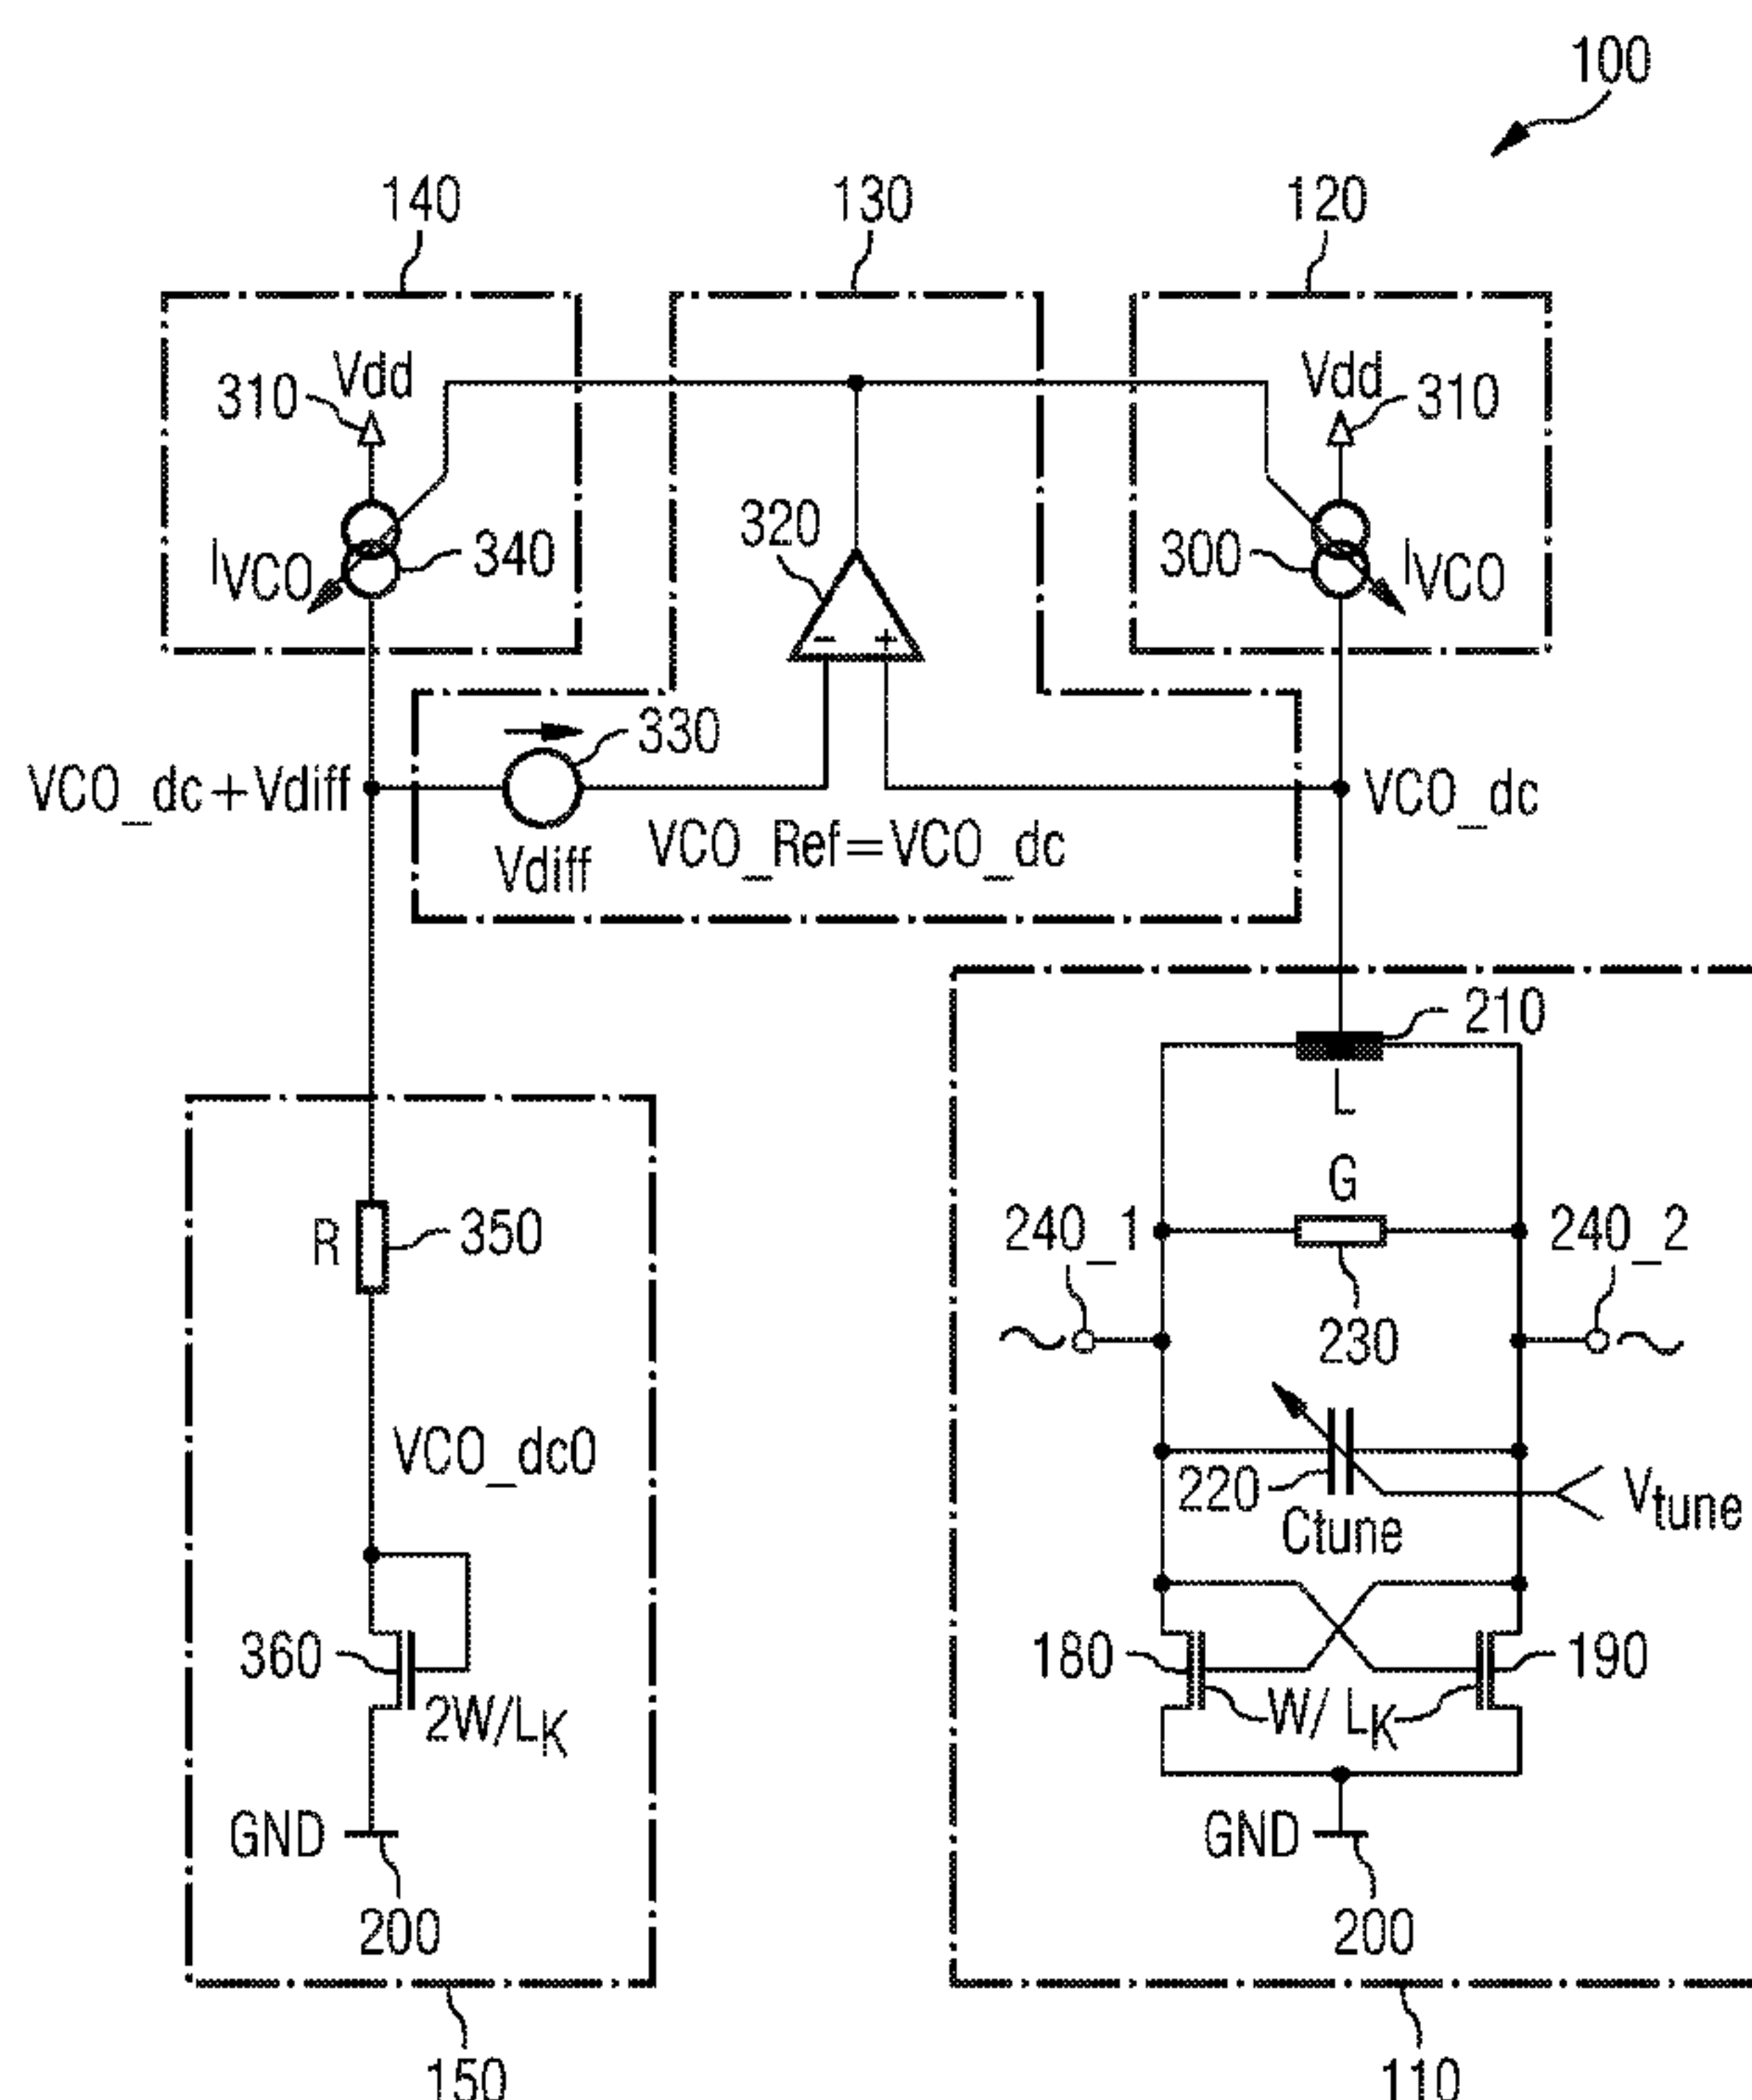 100
140
130
120
Vdd
310
Vdd
310
320
IVCO
340
300
IVCO
-
+
330
VCO_dc+Vdiff
VCO_dc
Vdiff
VCO_Ref=VCO_dc
210
L
G
R
350
240_1
240_2
230
VCO_dc0
220
Vtune
Ctune
360
180
190
2W/LK
W/ LK
GND
GND
200
200
150
110